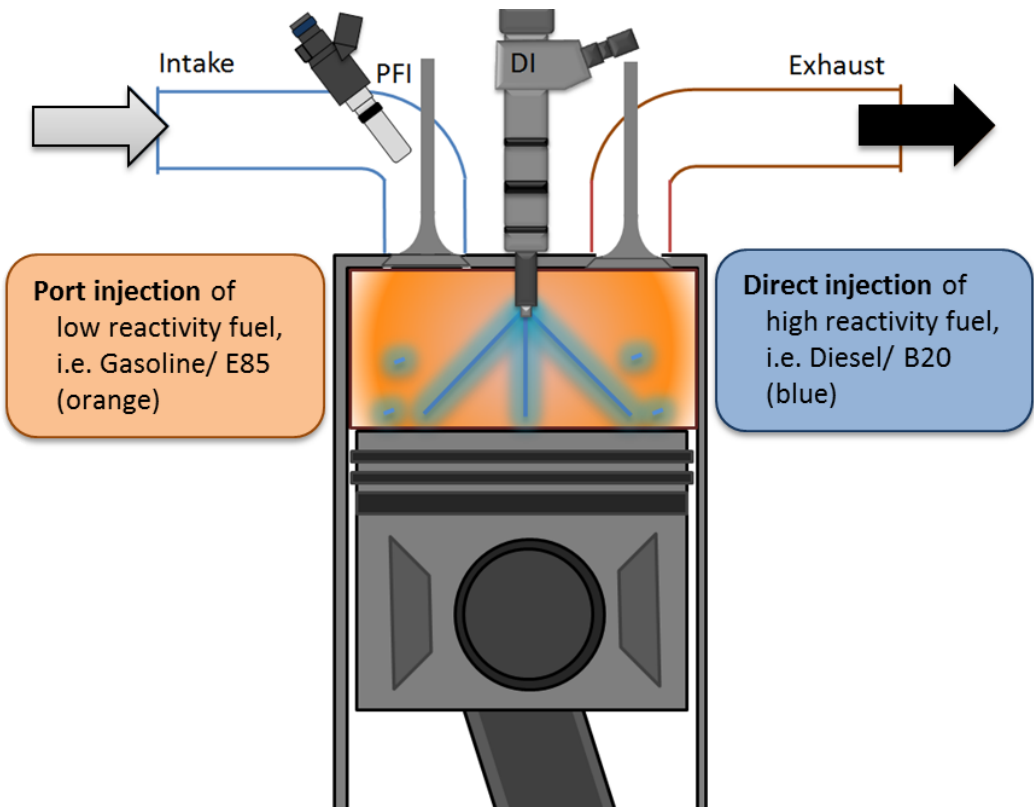 Intake
PFI
DI
Exhaust
Port injection of
low reactivity fuel,
i.e. Gasoline/ E85
(orange)
Direct injection of
high reactivity fuel,
i.e. Diesel/ B20
(blue)